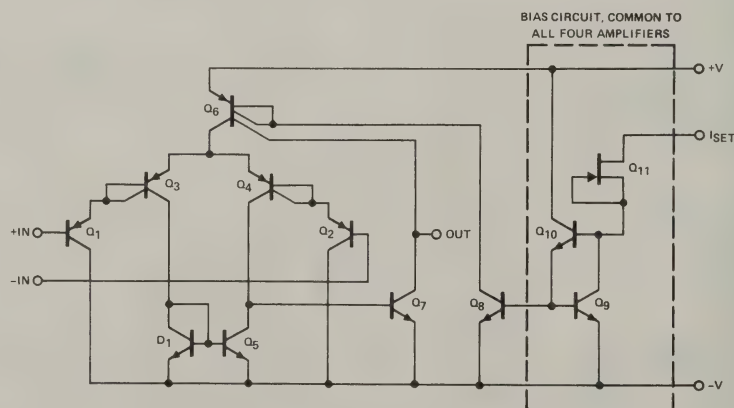 BIAS CIRCUIT, COMMON TO
ALL FOUR AMPLIFIERS
+V
Q6
ISET
Q11
Q3
Q4
Q10
+IN
Q1
Q2
OUT
-IN
Q7
Q8
Q9
D1
Q5
-V